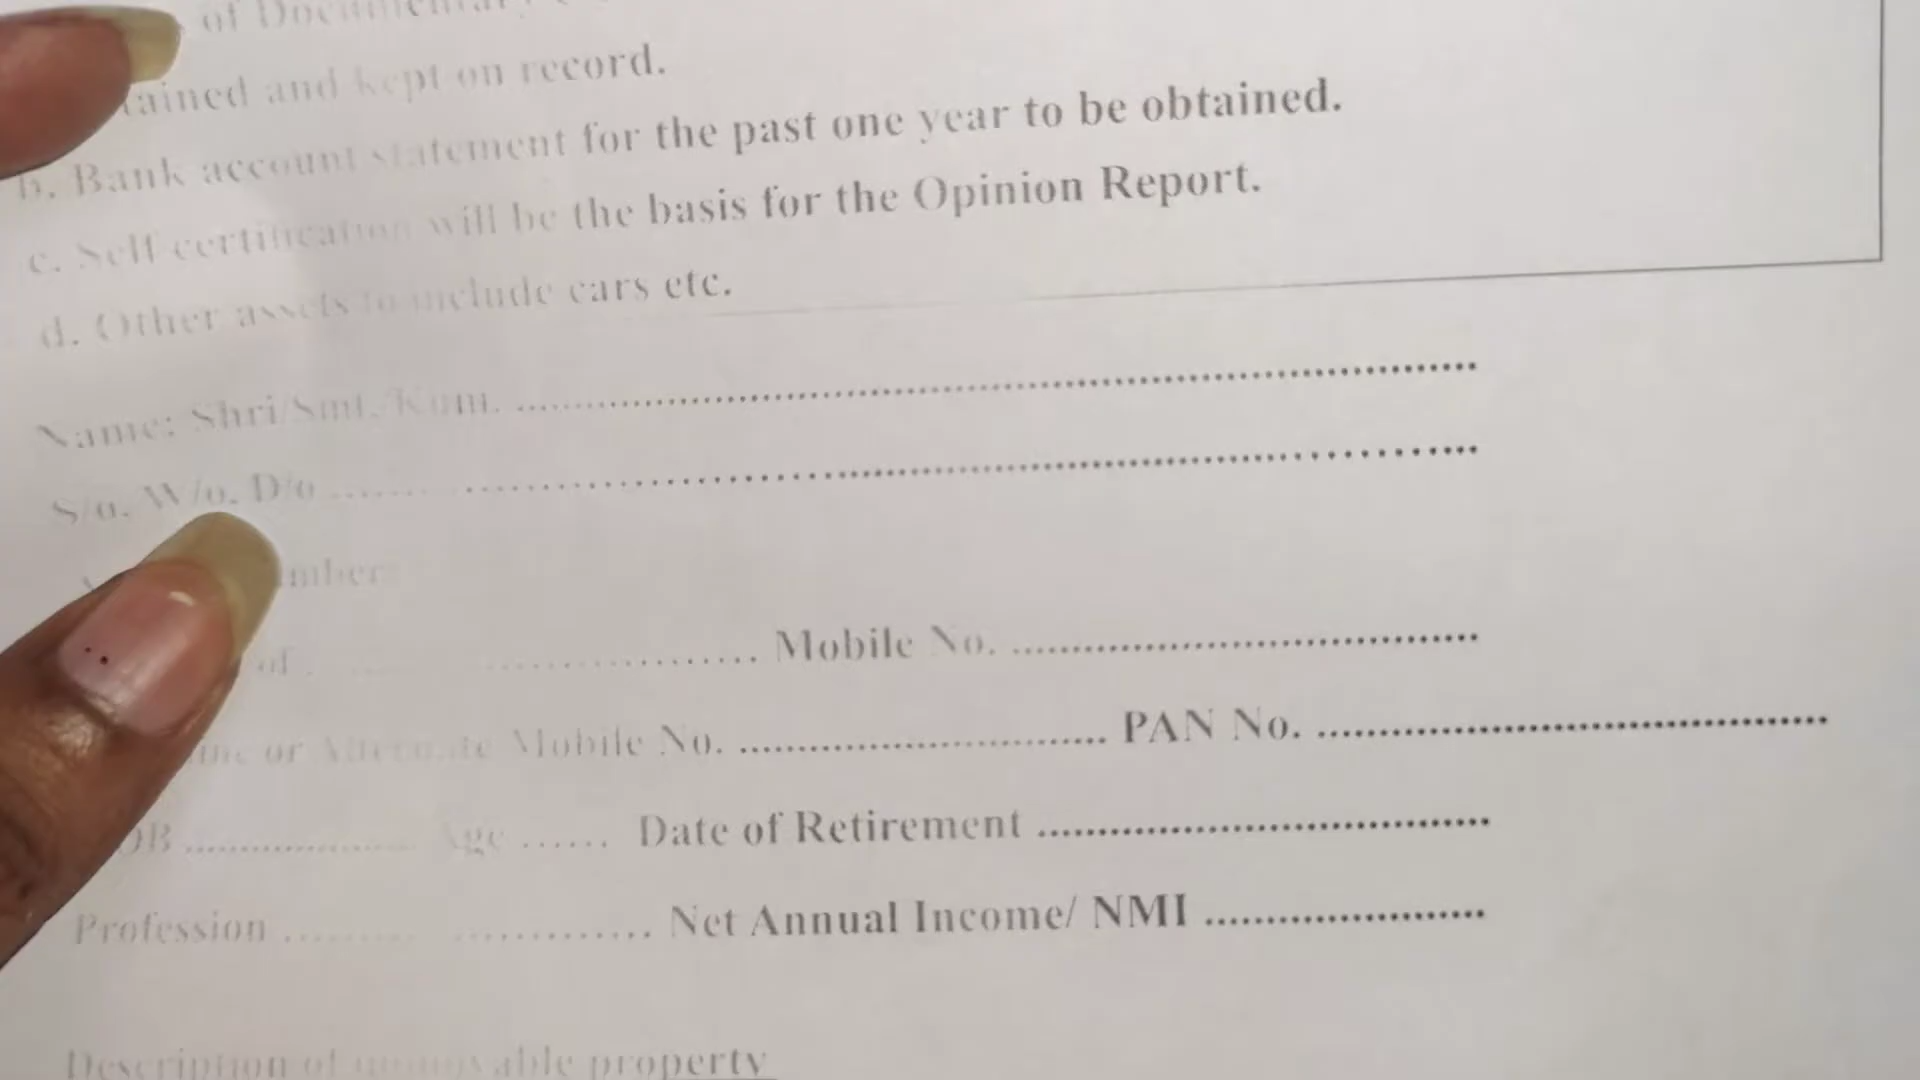 of Documentary
tained and kept on record.
b. Bank account statement for the past one year to be obtained.
c. Self certification will be the basis for the Opinion Report.
d. Other assets to include cars etc.
Name: Shri/Smt./Kum. ................................................
S/o. W/o. D/o ................................................
mber
of ........................ Mobile No. ................................
ine or Alternate Mobile No. ........................ PAN No. ................................
OB .................. Age ...... Date of Retirement ................................
Profession ........................ Net Annual Income/ NMI ........................
Description of immovable property